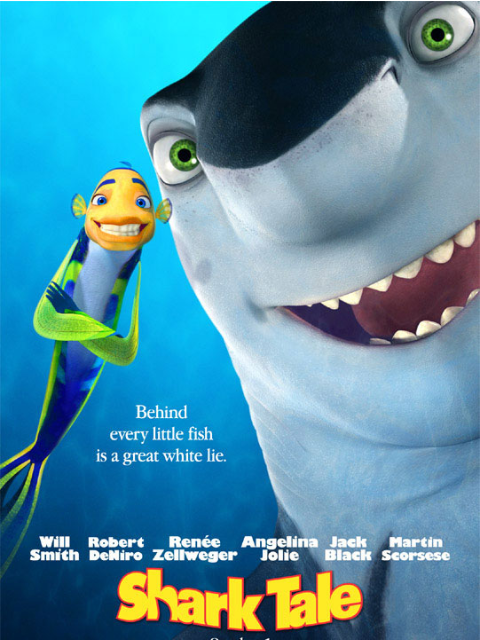 Behind
every little fish
is a great white lie.
Will Robert Renée Angelina Jack Martin
Smith DeNiro Zellweger Jolie Black Scorsese
Shark Tale